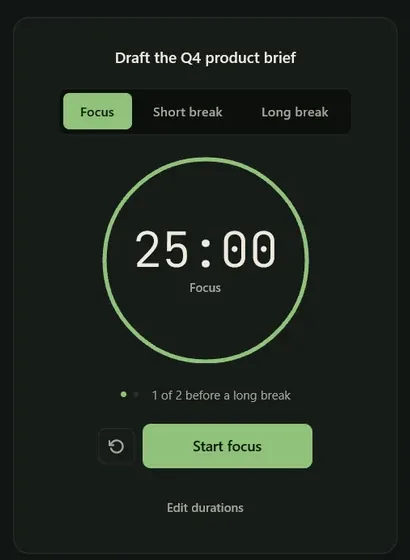 Draft the Q4 product brief
Focus Short break Long break
25:00
Focus
1 of 2 before a long break
Start focus
Edit durations